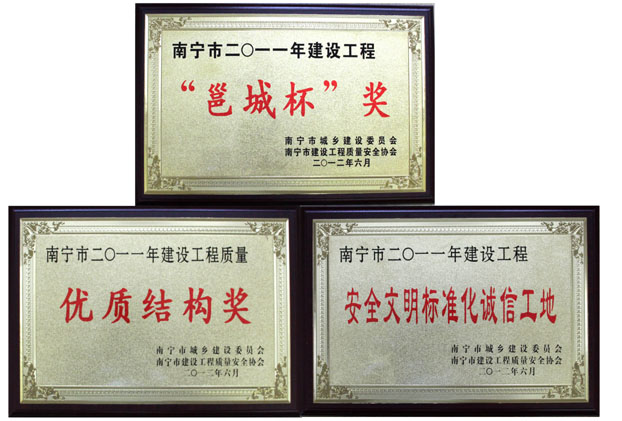 南宁市二〇一一年建设工程
“邕城杯”奖
南宁市城乡建设委员会
南宁市建设工程质量安全协会
二〇一二年六月
南宁市二〇一一年建设工程质量
优质结构奖
南宁市城乡建设委员会
南宁市建设工程质量安全协会
二〇一二年六月
南宁市二〇一一年建设工程
安全文明标准化诚信工地
南宁市城乡建设委员会
南宁市建设工程质量安全协会
二〇一二年六月